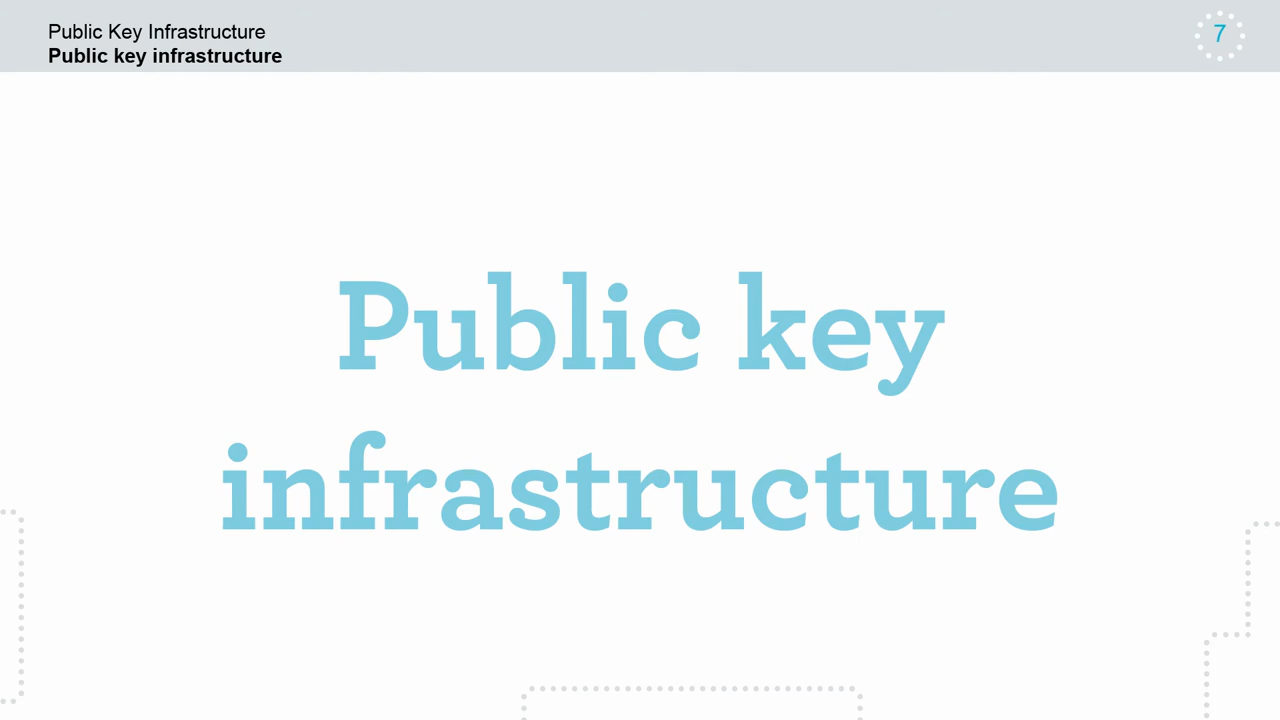 Public Key Infrastructure
Public key infrastructure
7
Public key
infrastructure